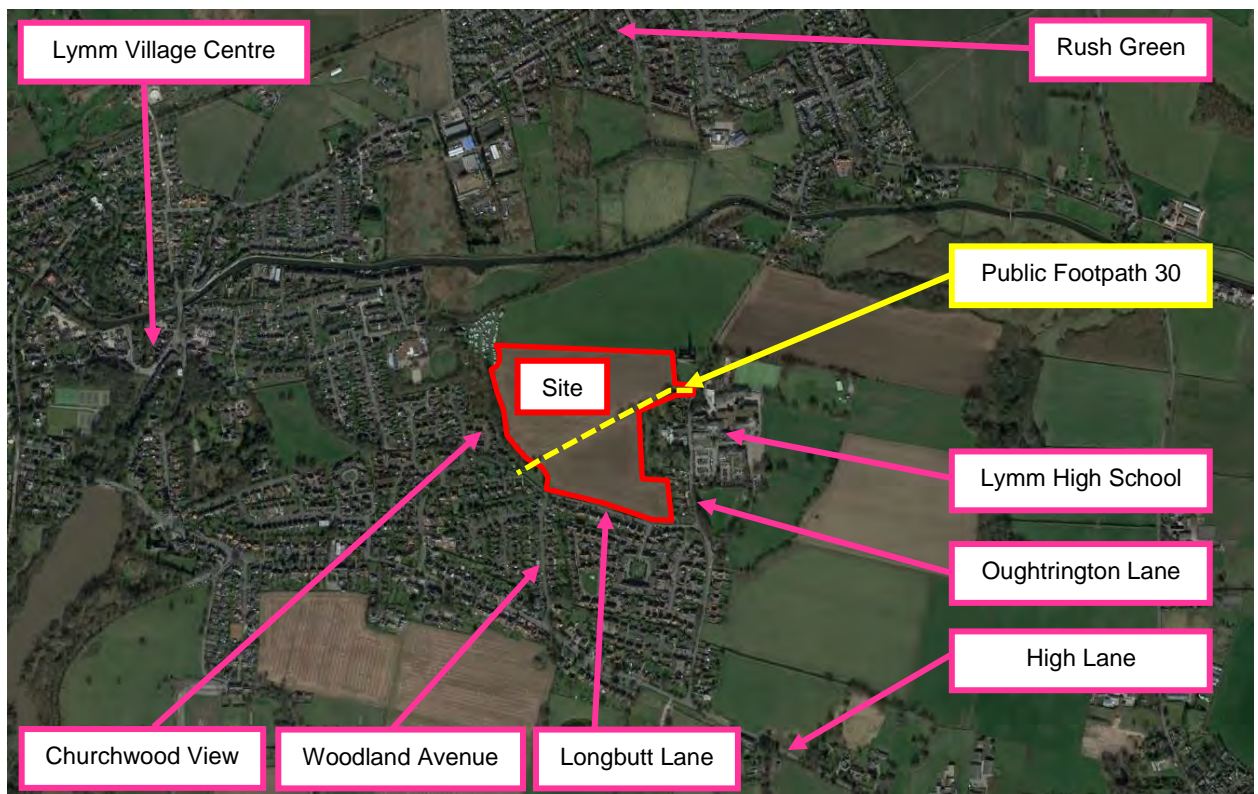 Lymm Village Centre
Rush Green
Public Footpath 30
Site
Lymm High School
Oughtrington Lane
High Lane
Churchwood View
Woodland Avenue
Longbutt Lane